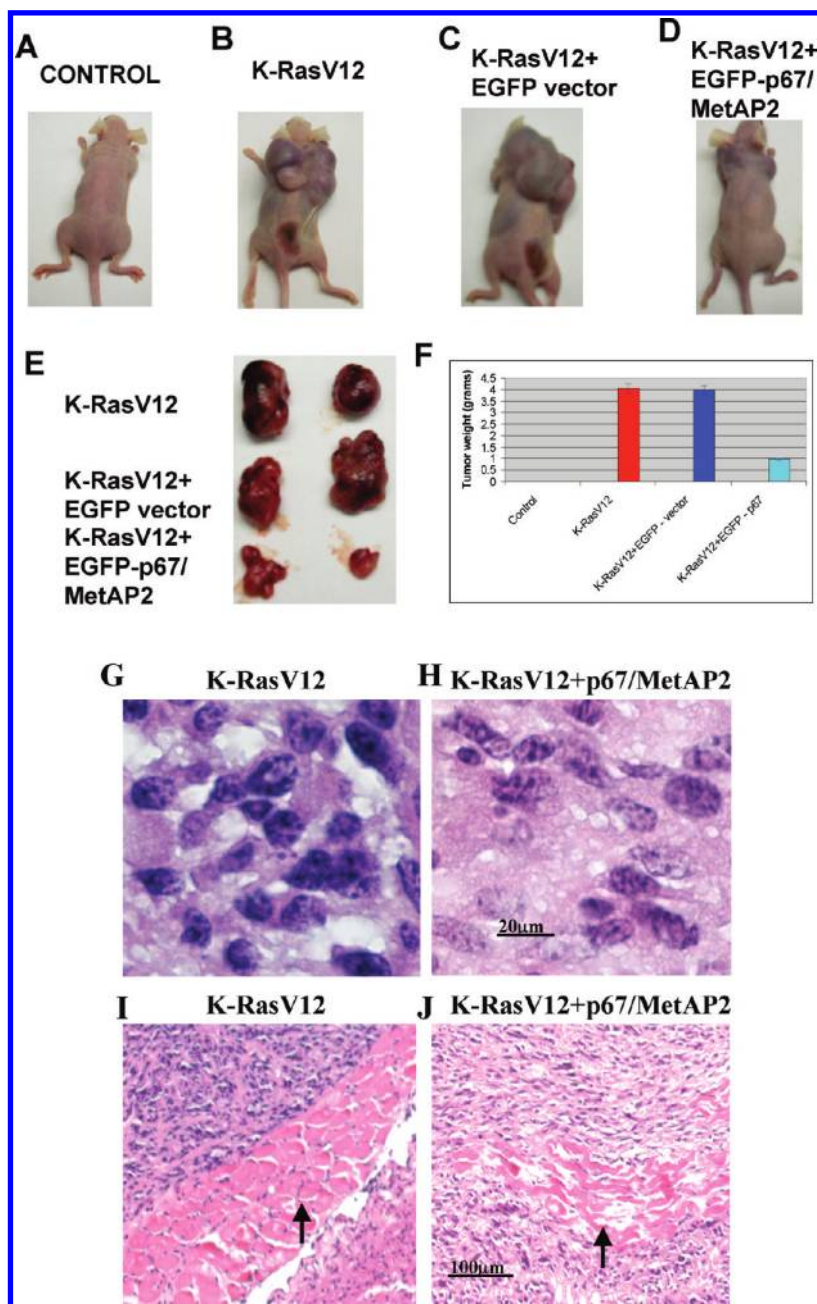 A
CONTROL
B
K-RasV12
C
K-RasV12+
EGFP vector
D
K-RasV12+
EGFP-p67/
MetAP2
E
K-RasV12
K-RasV12+
EGFP vector
K-RasV12+
EGFP-p67/
MetAP2
F
Tumor weight (grams)
4.5
4
3.5
3
2.5
2
1.5
1
0.5
0
Control
K-RasV12
K-RasV12+EGFP - vector
K-RasV12+EGFP - p67
G
K-RasV12
H
K-RasV12+p67/MetAP2
20μm
I
K-RasV12
J
K-RasV12+p67/MetAP2
100μm